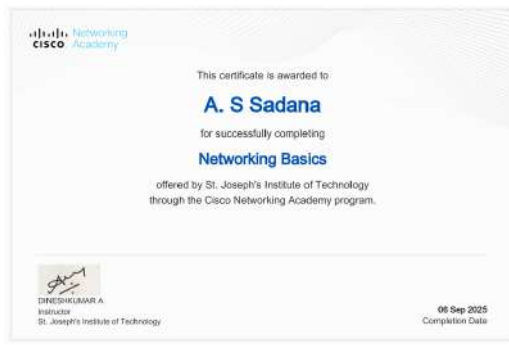 CISCO Networking
Academy
This certificate is awarded to
A. S Sadana
for successfully completing
Networking Basics
offered by St. Joseph's Institute of Technology
through the Cisco Networking Academy program.
DINESHKUMAR A
Instructor
St. Joseph's Institute of Technology
06 Sep 2025
Completion Date